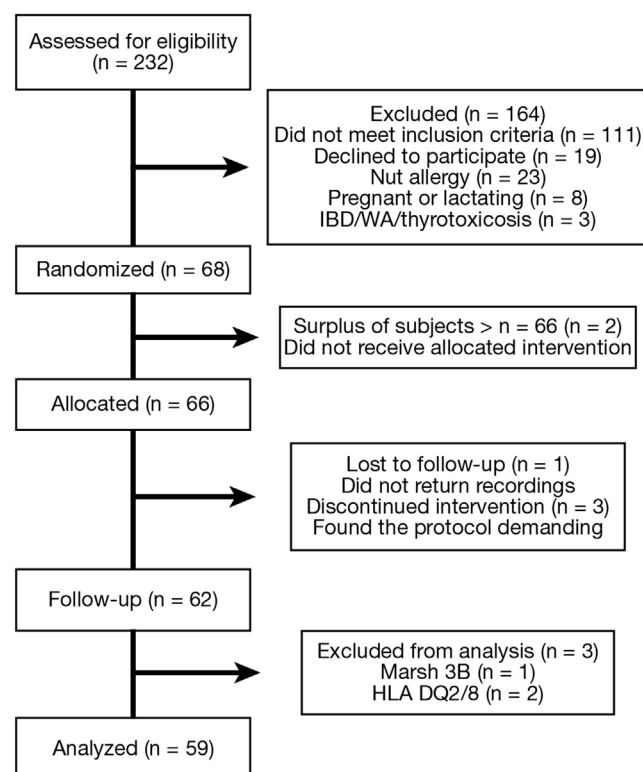 Assessed for eligibility
(n = 232)
Excluded (n = 164)
Did not meet inclusion criteria (n = 111)
Declined to participate (n = 19)
Nut allergy (n = 23)
Pregnant or lactating (n = 8)
IBD/WA/thyrotoxicosis (n = 3)
Randomized (n = 68)
Surplus of subjects > n = 66 (n = 2)
Did not receive allocated intervention
Allocated (n = 66)
Lost to follow-up (n = 1)
Did not return recordings
Discontinued intervention (n = 3)
Found the protocol demanding
Follow-up (n = 62)
Excluded from analysis (n = 3)
Marsh 3B (n = 1)
HLA DQ2/8 (n = 2)
Analyzed (n = 59)